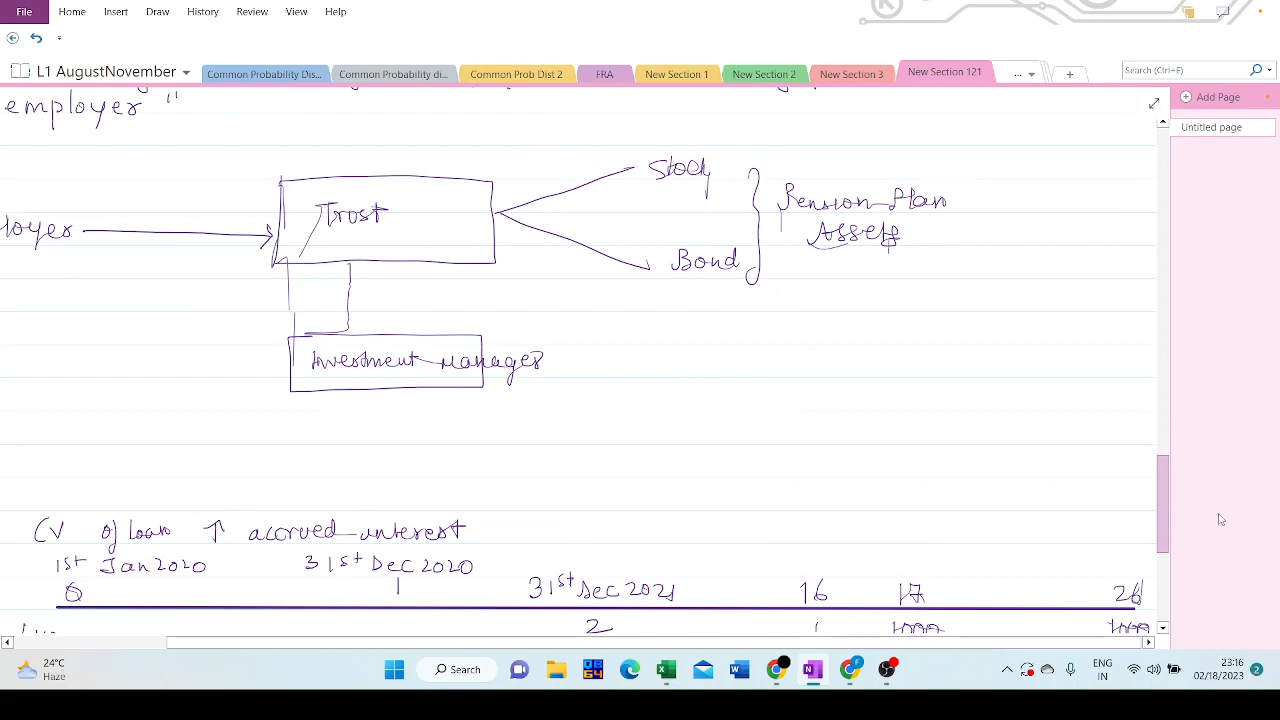 File Home Insert Draw History Review View Help
L1 AugustNovember
Common Probability Dis... Common Probability di... Common Prob Dist 2 FRA New Section 1 New Section 2 New Section 3 New Section 121 ... Search (Ctrl+E)
Add Page
Untitled page
employer "
Stock
Trust
Pension Plan
Assets
loyer
Bond
Investment manager
CV of loan ↑ accrued interest
1st Jan 2020 31st Dec 2020
0 1 31st Dec 2021 16 17 26
2 1
24°C
Haze
Search
ENG
IN
23:16
02/18/2023
2